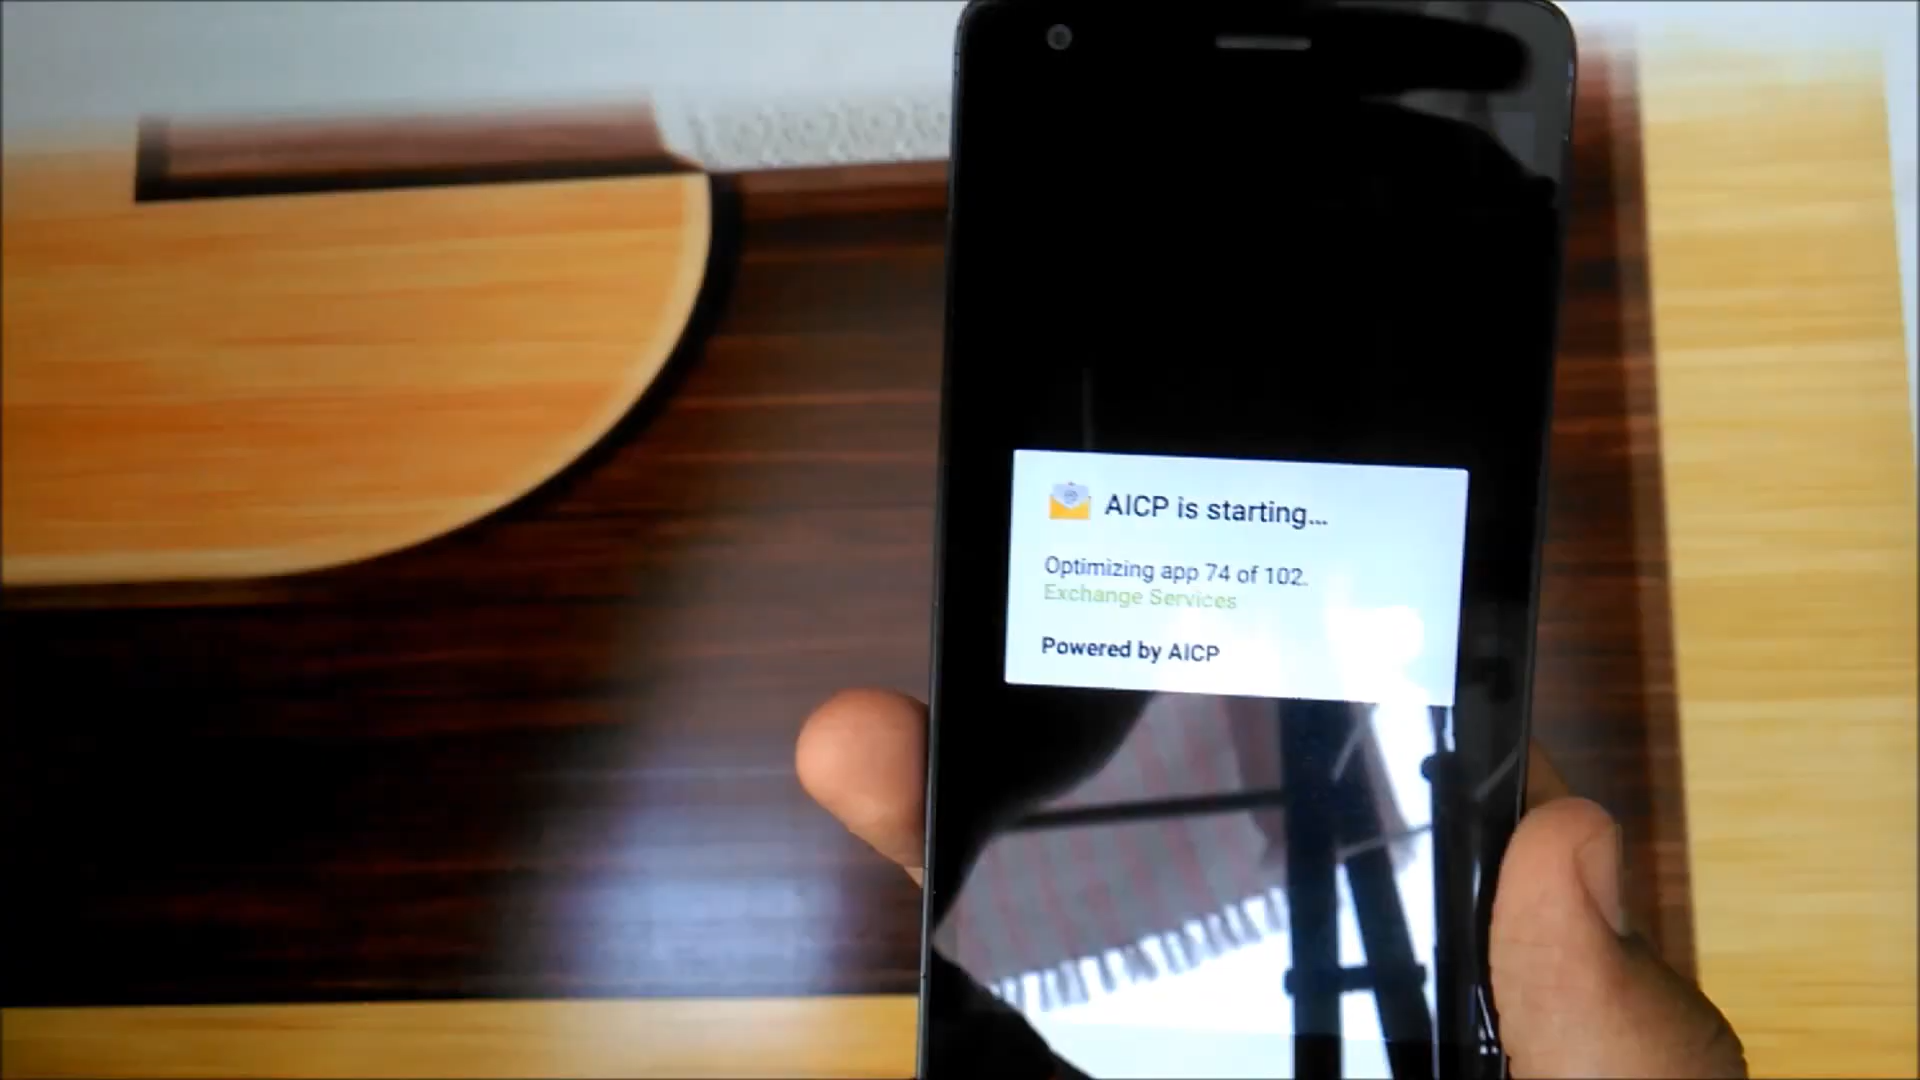 AICP is starting...
Optimizing app 74 of 102.
Exchange Services
Powered by AICP